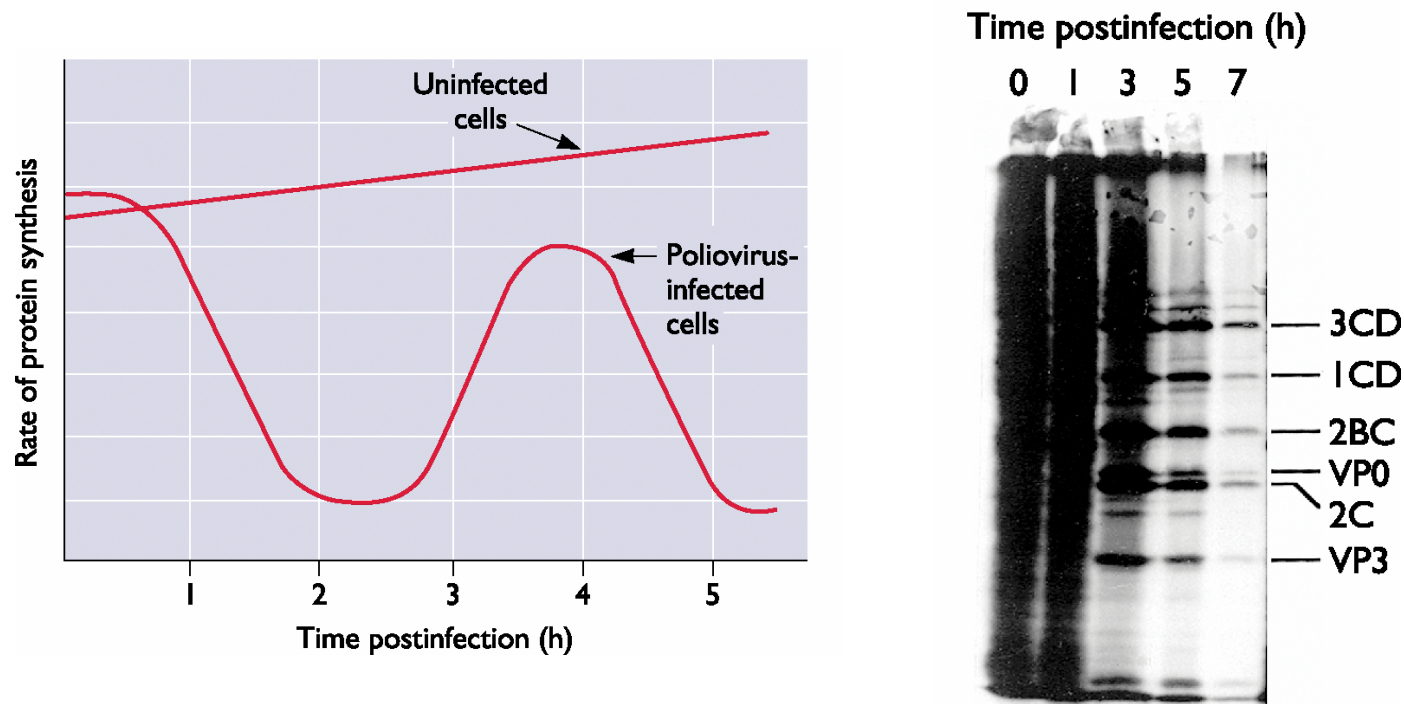 Uninfected
cells
Poliovirus-
infected
cells
Rate of protein synthesis
1 2 3 4 5
Time postinfection (h)
Time postinfection (h)
0 1 3 5 7
3CD
1CD
2BC
VP0
2C
VP3